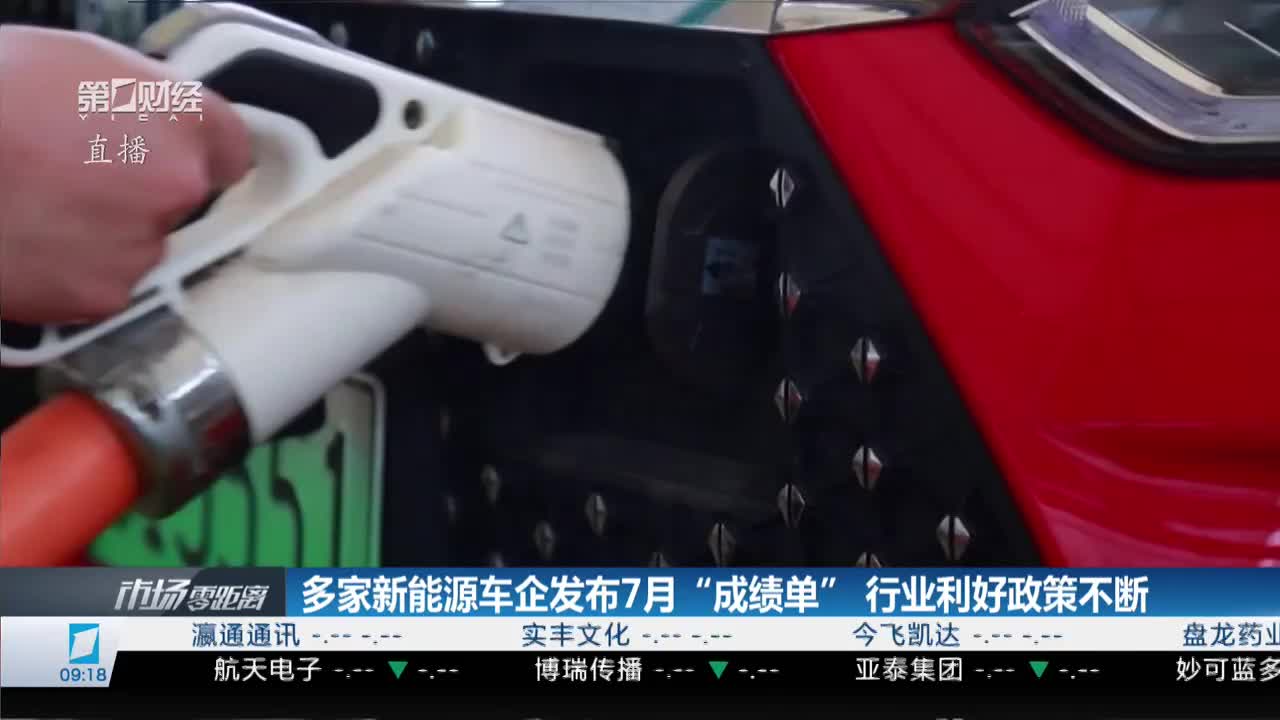 第1财经
YICAI
直播
市场零距离
多家新能源车企发布7月“成绩单” 行业利好政策不断
瀛通通讯 -.-- -.-- 实丰文化 -.-- -.-- 今飞凯达 -.-- -.-- 盘龙药业
09:18
航天电子 -.-- ▼ -.-- 博瑞传播 -.-- ▼ -.-- 亚泰集团 -.-- ▼ -.-- 妙可蓝多